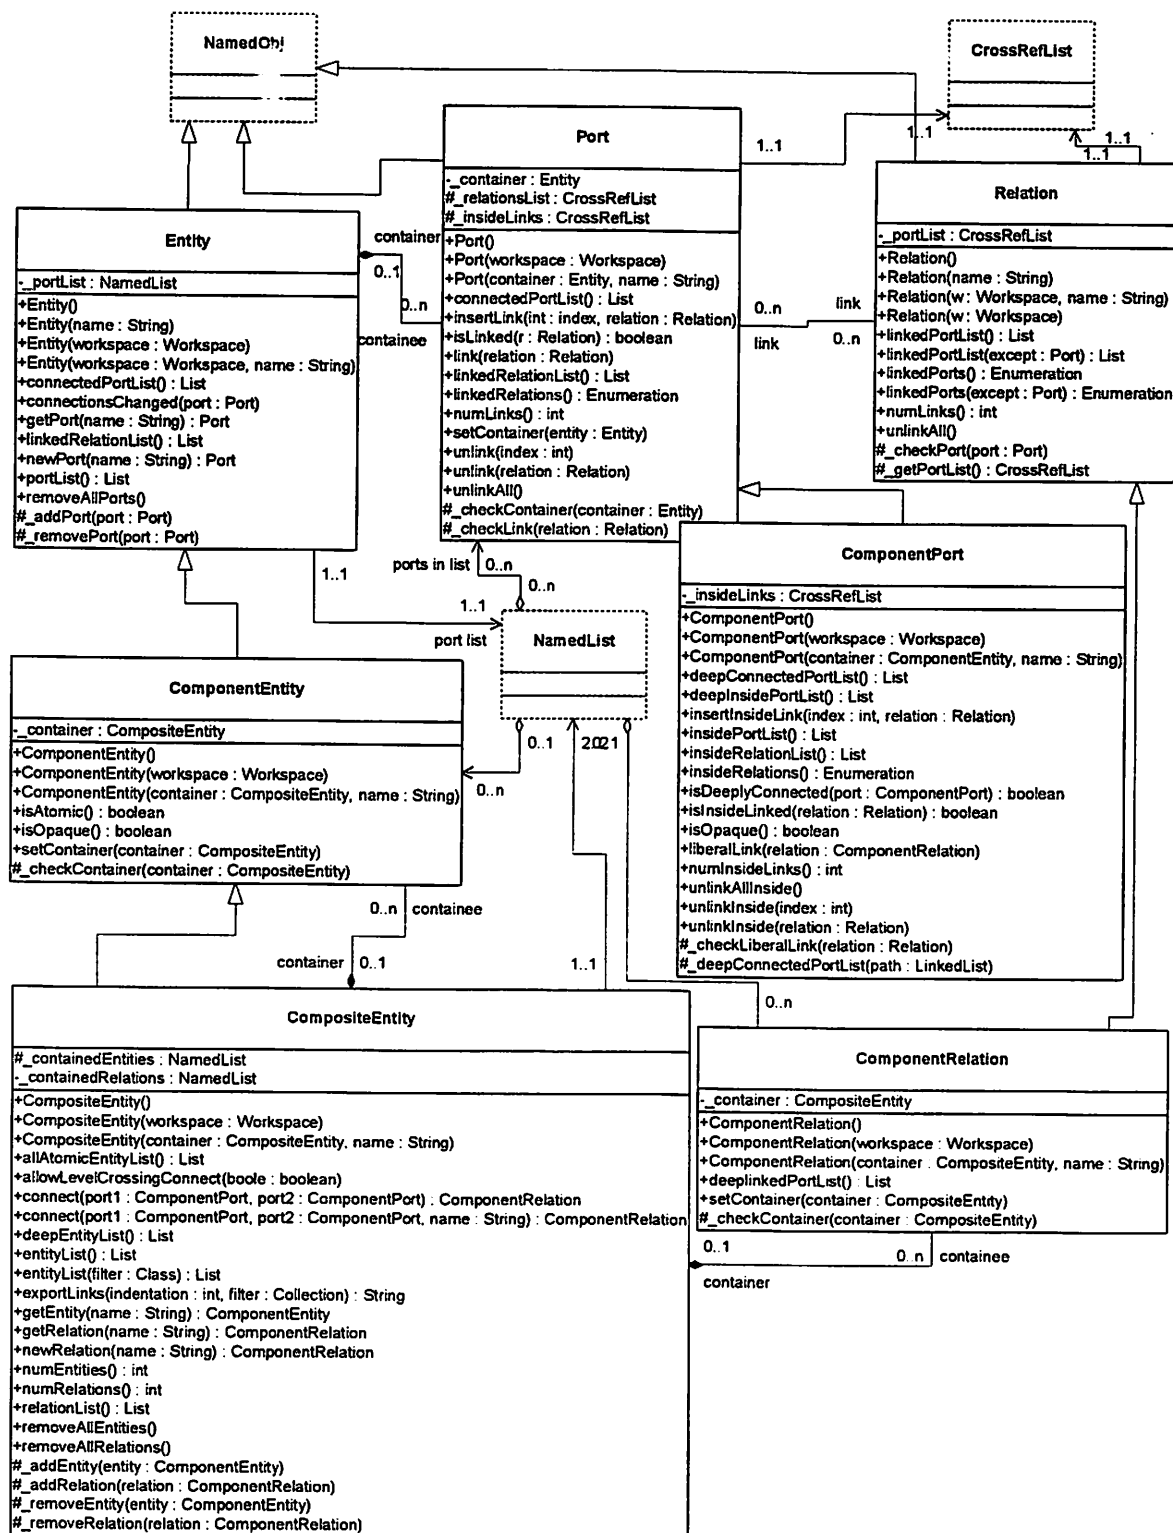 NamedObj
CrossRefList
Port
-_container : Entity
#_relationsList : CrossRefList
#_insideLinks : CrossRefList
+Port()
+Port(workspace : Workspace)
+Port(container : Entity, name : String)
+connectedPortList() : List
+insertLink(int : index, relation : Relation)
+isLinked(r : Relation) : boolean
+link(relation : Relation)
+linkedRelationList() : List
+linkedRelations() : Enumeration
+numLinks() : int
+setContainer(entity : Entity)
+unlink(index : int)
+unlink(relation : Relation)
+unlinkAll()
#_checkContainer(container : Entity)
#_checkLink(relation : Relation)
1..1
1..1
1..1
1..1
Relation
-_portList : CrossRefList
+Relation()
+Relation(name : String)
+Relation(w : Workspace, name : String)
+Relation(w : Workspace)
+linkedPortList() : List
+linkedPortList(except : Port) : List
+linkedPorts() : Enumeration
+linkedPorts(except : Port) : Enumeration
+numLinks() : int
+unlinkAll()
#_checkPort(port : Port)
#_getPortList() : CrossRefList
Entity
-_portList : NamedList
+Entity()
+Entity(name : String)
+Entity(workspace : Workspace)
+Entity(workspace : Workspace, name : String)
+connectedPortList() : List
+connectionsChanged(port : Port)
+getPort(name : String) : Port
+linkedRelationList() : List
+newPort(name : String) : Port
+portList() : List
+removeAllPorts()
#_addPort(port : Port)
#_removePort(port : Port)
container
0..1
0..n
containee
0..n
link
link
0..n
ports in list
0..n
0..n
1..1
1..1
port list
NamedList
ComponentPort
-_insideLinks : CrossRefList
+ComponentPort()
+ComponentPort(workspace : Workspace)
+ComponentPort(container : ComponentEntity, name : String)
+deepConnectedPortList() : List
+deepInsidePortList() : List
+insertInsideLink(index : int, relation : Relation)
+insidePortList() : List
+insideRelationList() : List
+insideRelations() : Enumeration
+isDeeplyConnected(port : ComponentPort) : boolean
+isInsideLinked(relation : Relation) : boolean
+isOpaque() : boolean
+liberalLink(relation : ComponentRelation)
+numInsideLinks() : int
+unlinkAllInside()
+unlinkInside(index : int)
+unlinkInside(relation : Relation)
#_checkLiberalLink(relation : Relation)
#_deepConnectedPortList(path : LinkedList)
ComponentEntity
-_container : CompositeEntity
+ComponentEntity()
+ComponentEntity(workspace : Workspace)
+ComponentEntity(container : CompositeEntity, name : String)
+isAtomic() : boolean
+isOpaque() : boolean
+setContainer(container : CompositeEntity)
#_checkContainer(container : CompositeEntity)
0..1
0..n
0..n
containee
container
0..1
1..1
0..n
CompositeEntity
#_containedEntities : NamedList
-_containedRelations : NamedList
+CompositeEntity()
+CompositeEntity(workspace : Workspace)
+CompositeEntity(container : CompositeEntity, name : String)
+allAtomicEntityList() : List
+allowLevelCrossingConnect(boole : boolean)
+connect(port1 : ComponentPort, port2 : ComponentPort) : ComponentRelation
+connect(port1 : ComponentPort, port2 : ComponentPort, name : String) : ComponentRelation
+deepEntityList() : List
+entityList() : List
+entityList(filter : Class) : List
+exportLinks(indentation : int, filter : Collection) : String
+getEntity(name : String) : ComponentEntity
+getRelation(name : String) : ComponentRelation
+newRelation(name : String) : ComponentRelation
+numEntities() : int
+numRelations() : int
+relationList() : List
+removeAllEntities()
+removeAllRelations()
#_addEntity(entity : ComponentEntity)
#_addRelation(relation : ComponentRelation)
#_removeEntity(entity : ComponentEntity)
#_removeRelation(relation : ComponentRelation)
ComponentRelation
-_container : CompositeEntity
+ComponentRelation()
+ComponentRelation(workspace : Workspace)
+ComponentRelation(container : CompositeEntity, name : String)
+deeplinkedPortList() : List
+setContainer(container : CompositeEntity)
#_checkContainer(container : CompositeEntity)
0..1
0..n
containee
container